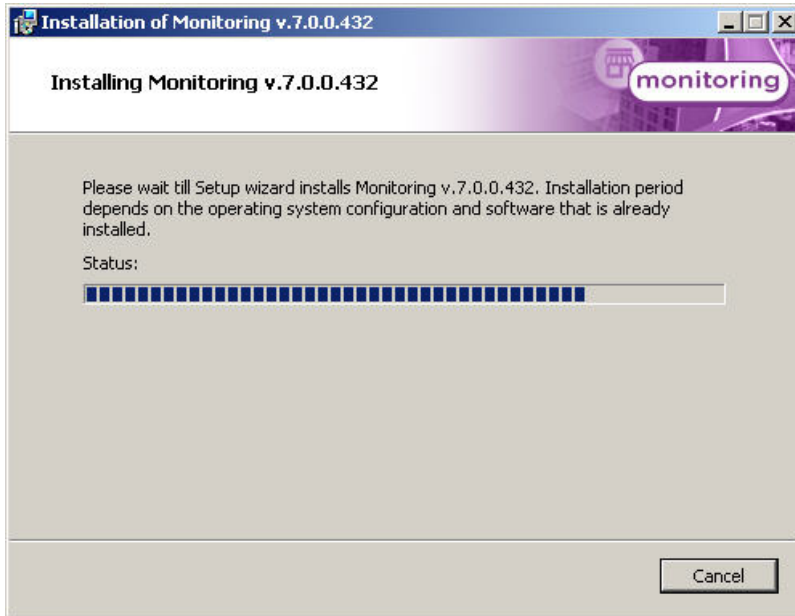 Installation of Monitoring v.7.0.0.432
Installing Monitoring v.7.0.0.432
monitoring
Please wait till Setup wizard installs Monitoring v.7.0.0.432. Installation period
depends on the operating system configuration and software that is already
installed.
Status:
Cancel